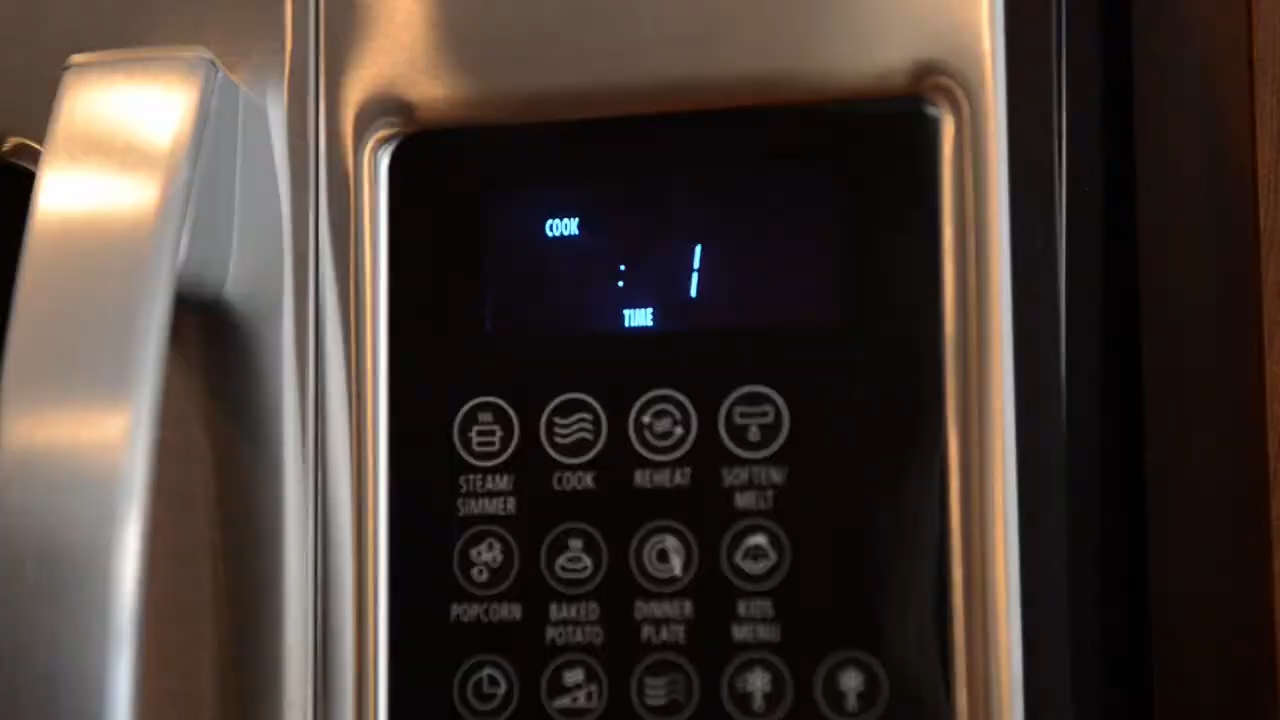 COOK
: 1
TIME
STEAM/
SIMMER
COOK
REHEAT
SOFTEN/
MELT
POPCORN
BAKED
POTATO
DINNER
PLATE
KIDS
MENU